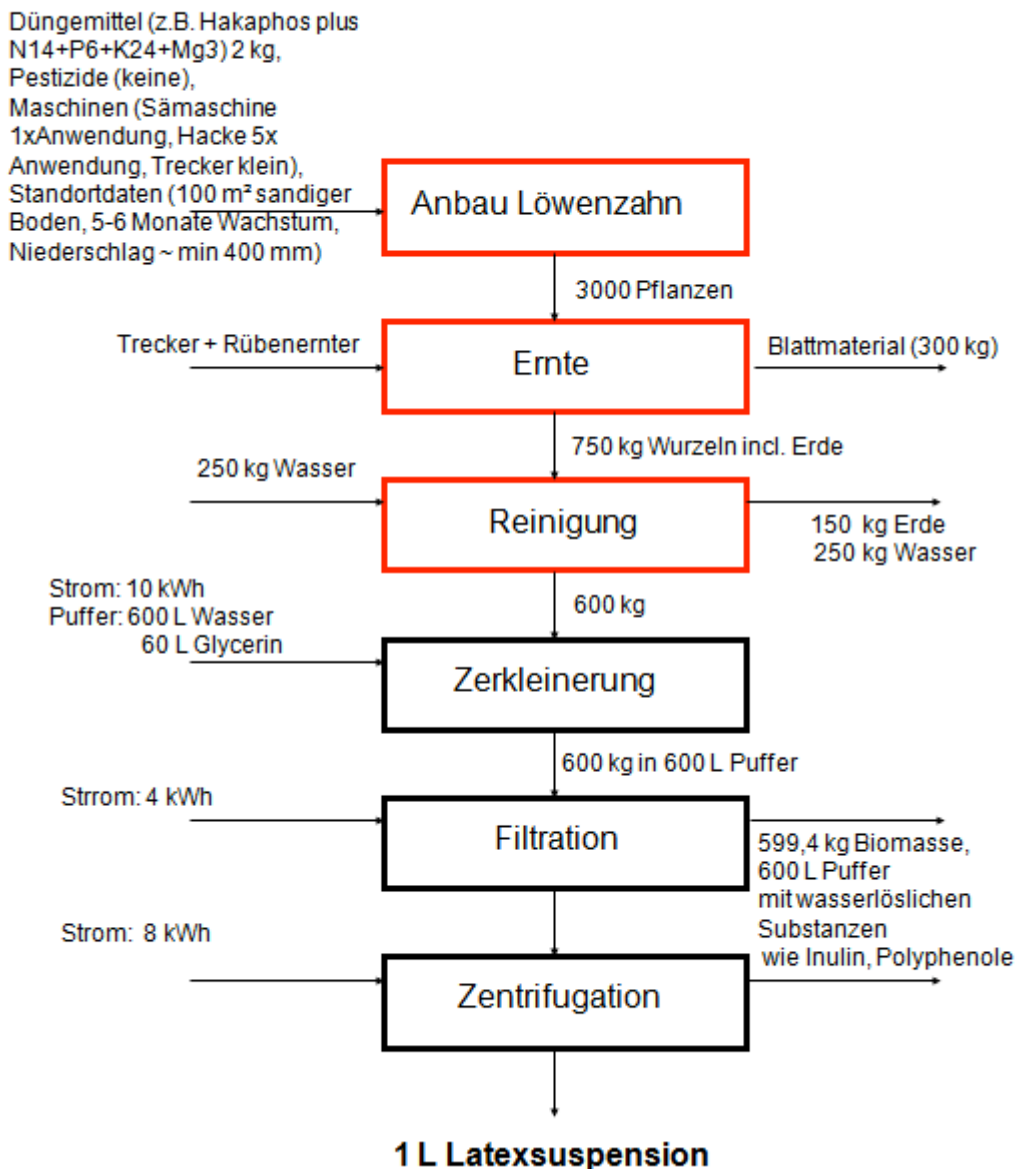 Düngemittel (z.B. Hakaphos plus
N14+P6+K24+Mg3) 2 kg,
Pestizide (keine),
Maschinen (Sämaschine
1xAnwendung, Hacke 5x
Anwendung, Trecker klein),
Standortdaten (100 m² sandiger
Boden, 5-6 Monate Wachstum,
Niederschlag ~ min 400 mm)
Anbau Löwenzahn
3000 Pflanzen
Trecker + Rübenernter
Ernte
Blattmaterial (300 kg)
750 kg Wurzeln incl. Erde
250 kg Wasser
Reinigung
150 kg Erde
250 kg Wasser
Strom: 10 kWh
Puffer: 600 L Wasser
60 L Glycerin
600 kg
Zerkleinerung
600 kg in 600 L Puffer
Strrom: 4 kWh
Filtration
599,4 kg Biomasse,
600 L Puffer
mit wasserlöslichen
Substanzen
wie Inulin, Polyphenole
Strom: 8 kWh
Zentrifugation
1 L Latexsuspension